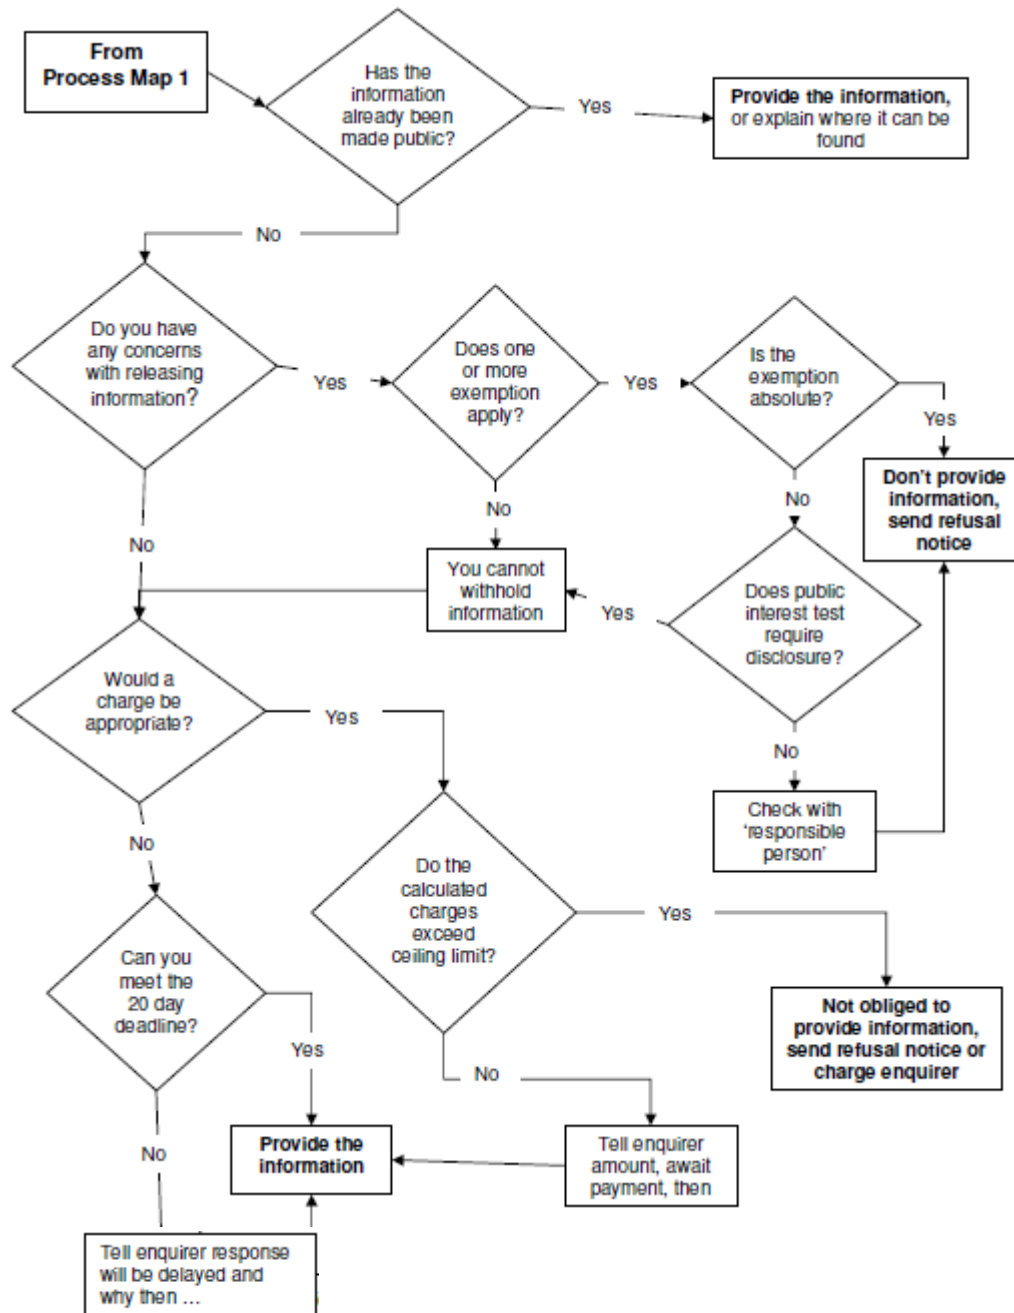 From
Process Map 1
Has the
information
already been
made public?
Yes
Provide the information,
or explain where it can be
found
No
Do you have
any concerns
with releasing
information?
Yes
Does one
or more
exemption
apply?
Yes
Is the
exemption
absolute?
Yes
Don't provide
information,
send refusal
notice
No
No
No
You cannot
withhold
information
Yes
Does public
interest test
require
disclosure?
Would a
charge be
appropriate?
Yes
No
Check with
'responsible
person'
No
Do the
calculated
charges
exceed
ceiling limit?
Yes
Can you
meet the
20 day
deadline?
Yes
Not obliged to
provide information,
send refusal notice or
charge enquirer
No
No
Provide the
information
Tell enquirer
amount, await
payment, then
Tell enquirer response
will be delayed and
why then ...